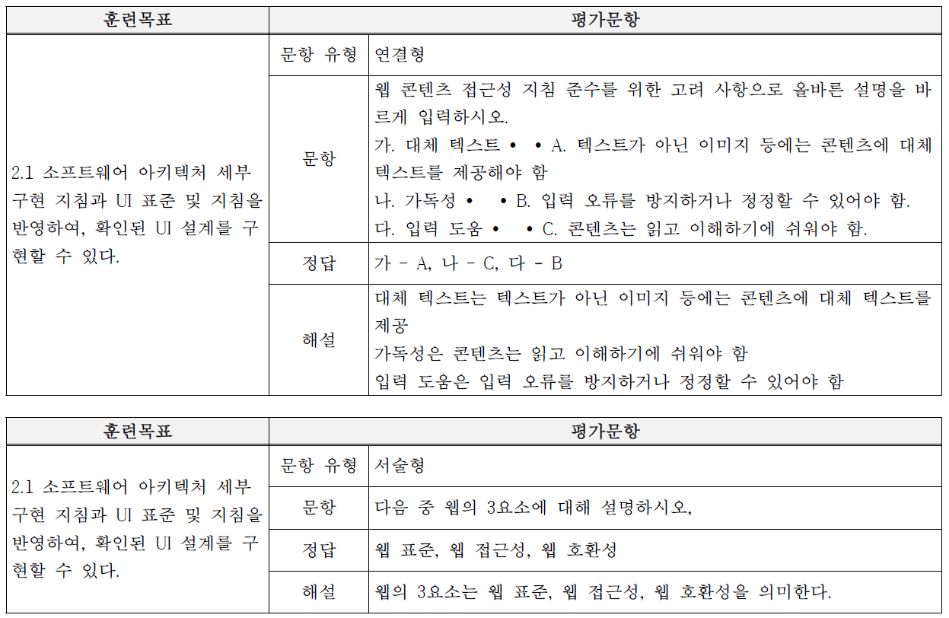 훈련목표 평가문항
2.1 소프트웨어 아키텍처 세부
구현 지침과 UI 표준 및 지침을
반영하여, 확인된 UI 설계를 구
현할 수 있다.
문항 유형 연결형
문항
웹 콘텐츠 접근성 지침 준수를 위한 고려 사항으로 올바른 설명을 바
르게 입력하시오.
가. 대체 텍스트 • • A. 텍스트가 아닌 이미지 등에는 콘텐츠에 대체
텍스트를 제공해야 함
나. 가독성 • • B. 입력 오류를 방지하거나 정정할 수 있어야 함.
다. 입력 도움 • • C. 콘텐츠는 읽고 이해하기에 쉬워야 함.
정답 가 - A, 나 - C, 다 - B
해설
대체 텍스트는 텍스트가 아닌 이미지 등에는 콘텐츠에 대체 텍스트를
제공
가독성은 콘텐츠는 읽고 이해하기에 쉬워야 함
입력 도움은 입력 오류를 방지하거나 정정할 수 있어야 함
훈련목표 평가문항
2.1 소프트웨어 아키텍처 세부
구현 지침과 UI 표준 및 지침을
반영하여, 확인된 UI 설계를 구
현할 수 있다.
문항 유형 서술형
문항 다음 중 웹의 3요소에 대해 설명하시오,
정답 웹 표준, 웹 접근성, 웹 호환성
해설 웹의 3요소는 웹 표준, 웹 접근성, 웹 호환성을 의미한다.